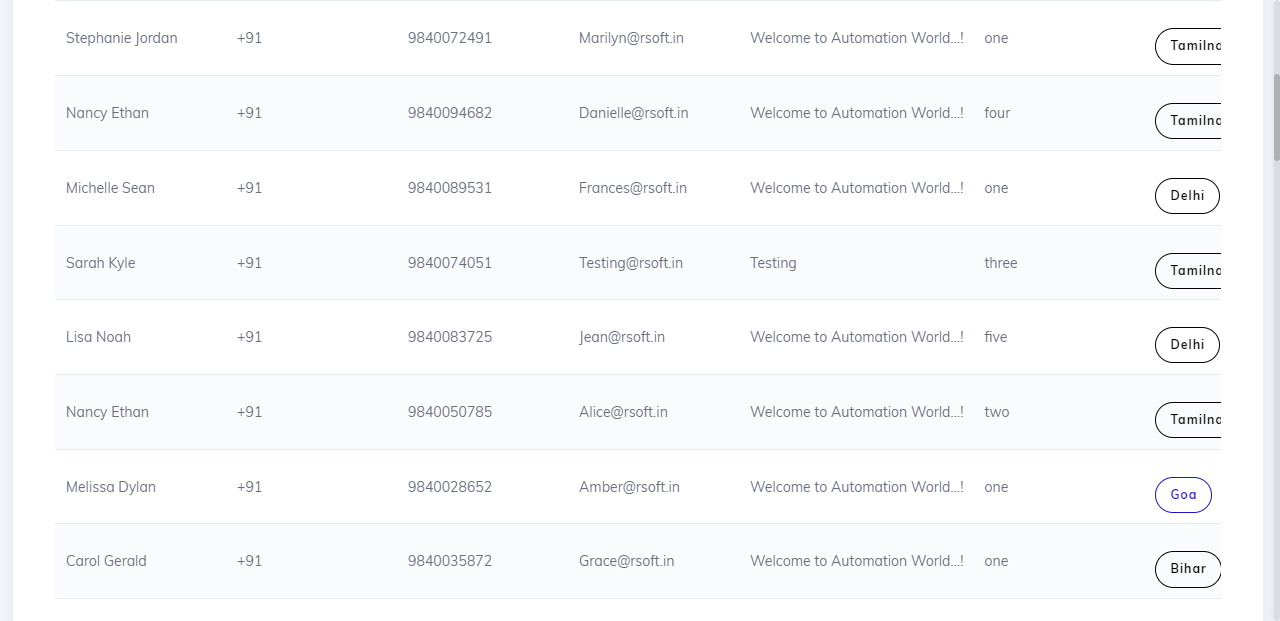 Stephanie Jordan +91 9840072491 Marilyn@rsoft.in Welcome to Automation World...! one Tamilna
Nancy Ethan +91 9840094682 Danielle@rsoft.in Welcome to Automation World...! four Tamilna
Michelle Sean +91 9840089531 Frances@rsoft.in Welcome to Automation World...! one Delhi
Sarah Kyle +91 9840074051 Testing@rsoft.in Testing three Tamilna
Lisa Noah +91 9840083725 Jean@rsoft.in Welcome to Automation World...! five Delhi
Nancy Ethan +91 9840050785 Alice@rsoft.in Welcome to Automation World...! two Tamilna
Melissa Dylan +91 9840028652 Amber@rsoft.in Welcome to Automation World...! one Goa
Carol Gerald +91 9840035872 Grace@rsoft.in Welcome to Automation World...! one Bihar